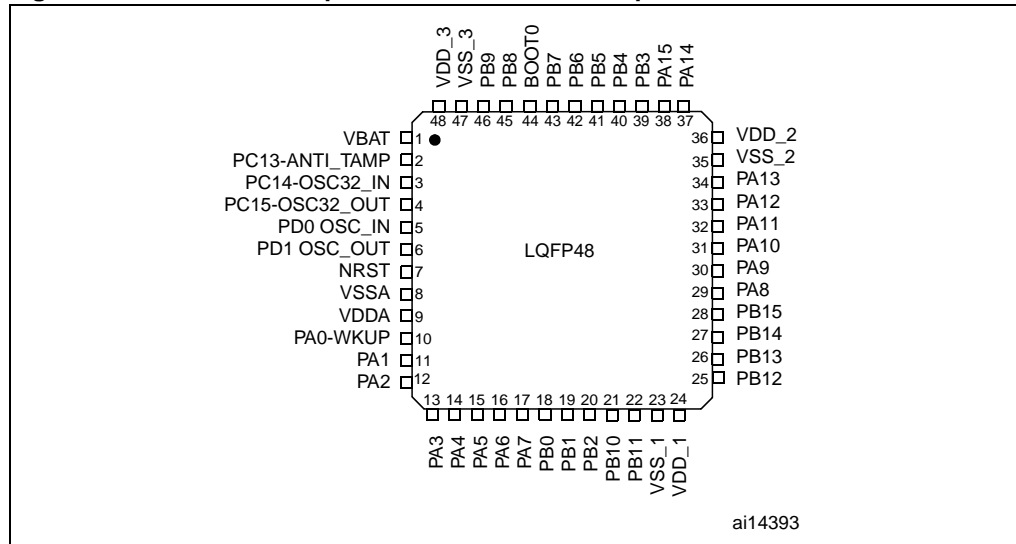 VDD_3
VSS_3
PB9
PB8
BOOT0
PB7
PB6
PB5
PB4
PB3
PA15
PA14
48 47 46 45 44 43 42 41 40 39 38 37
VBAT 1
PC13-ANTI_TAMP 2
PC14-OSC32_IN 3
PC15-OSC32_OUT 4
PD0 OSC_IN 5
PD1 OSC_OUT 6
NRST 7
VSSA 8
VDDA 9
PA0-WKUP 10
PA1 11
PA2 12
LQFP48
36 VDD_2
35 VSS_2
34 PA13
33 PA12
32 PA11
31 PA10
30 PA9
29 PA8
28 PB15
27 PB14
26 PB13
25 PB12
13 14 15 16 17 18 19 20 21 22 23 24
PA3
PA4
PA5
PA6
PA7
PB0
PB1
PB2
PB10
PB11
VSS_1
VDD_1
ai14393